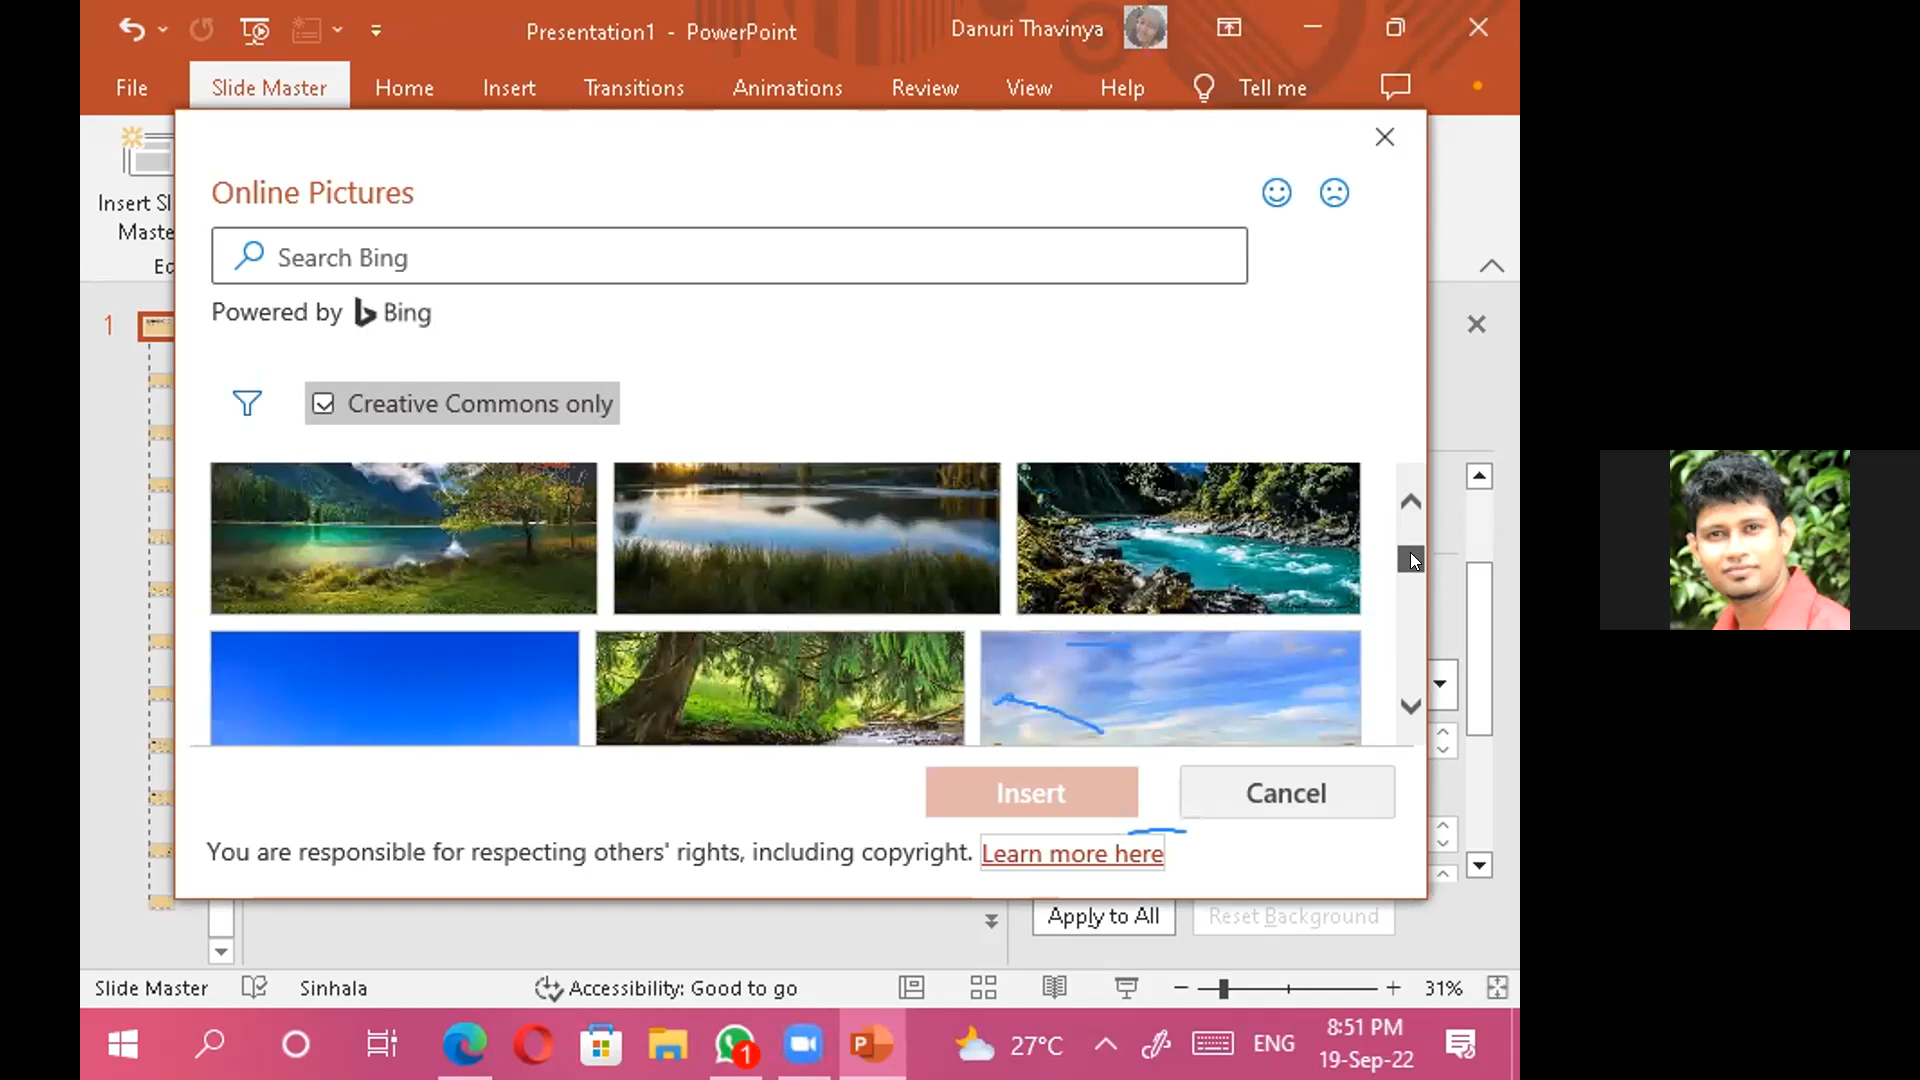 Presentation1 - PowerPoint
Danuri Thavinya
File
Slide Master
Home
Insert
Transitions
Animations
Review
View
Help
Tell me
Insert Sl
Maste
Ed
Online Pictures
Search Bing
Powered by Bing
Creative Commons only
1
Insert
Cancel
You are responsible for respecting others' rights, including copyright. Learn more here
Apply to All
Reset Background
Slide Master
Sinhala
Accessibility: Good to go
31%
1
27°C
ENG
8:51 PM
19-Sep-22